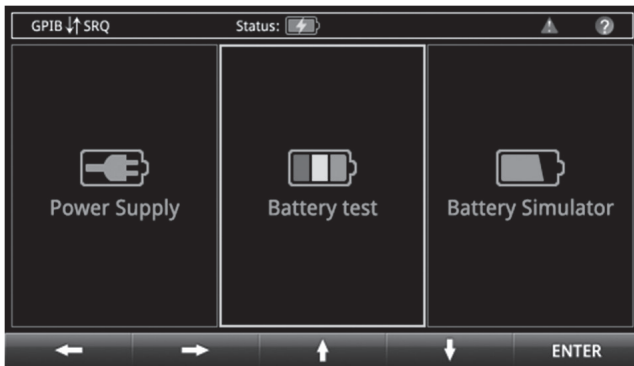 GPIB ↓↑ SRQ Status: ?
Power Supply Battery test Battery Simulator
← → ↑ ↓ ENTER